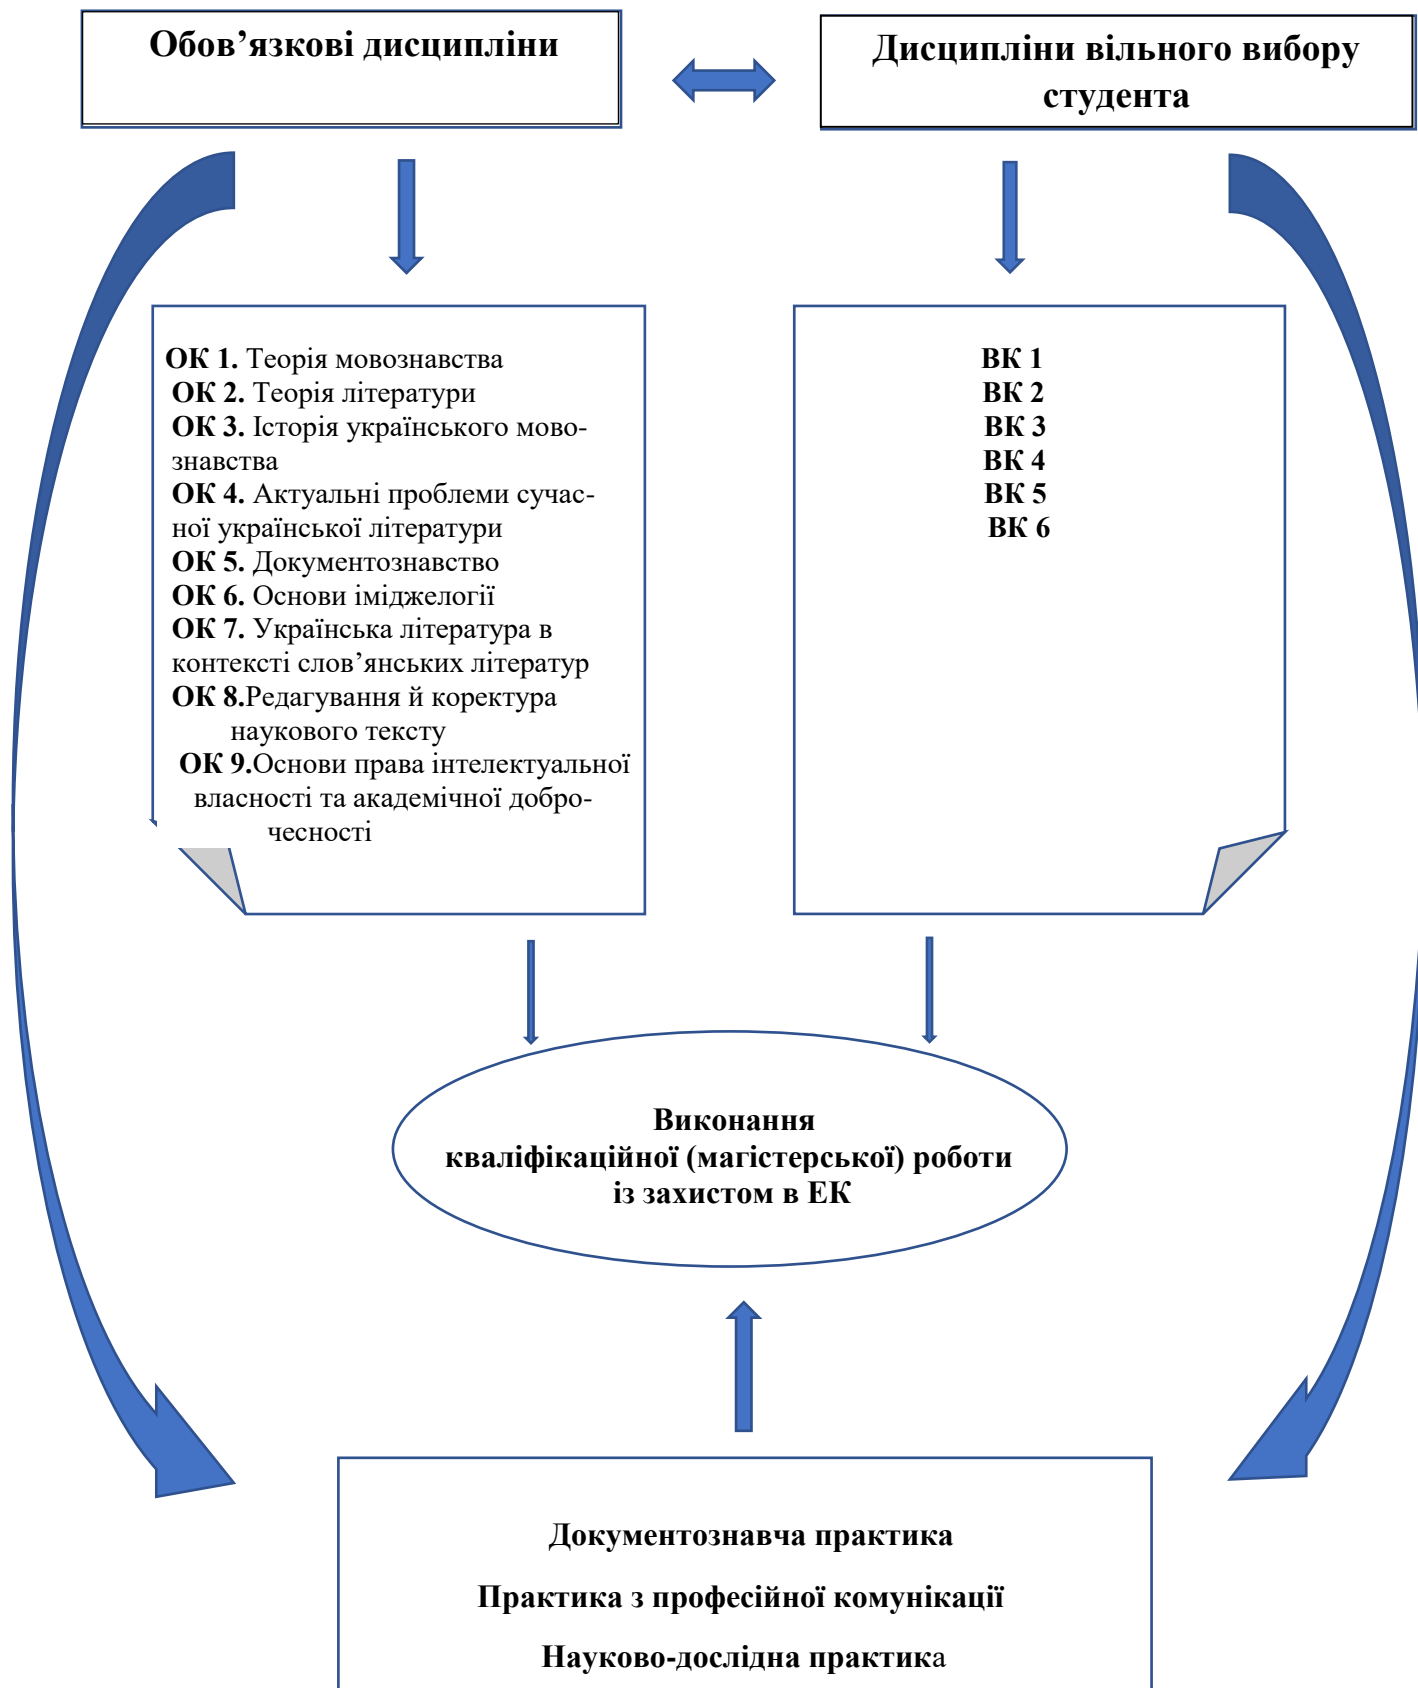 Обов’язкові дисципліни
Дисципліни вільного вибору
студента
ОК 1. Теорія мовознавства
ОК 2. Теорія літератури
ОК 3. Історія українського мово-
знавства
ОК 4. Актуальні проблеми сучас-
ної української літератури
ОК 5. Документознавство
ОК 6. Основи іміджелогії
ОК 7. Українська література в
контексті слов’янських літератур
ОК 8.Редагування й коректура
наукового тексту
ОК 9.Основи права інтелектуальної
власності та академічної добро-
чесності
ВК 1
ВК 2
ВК 3
ВК 4
ВК 5
ВК 6
Виконання
кваліфікаційної (магістерської) роботи
із захистом в ЕК
Документознавча практика
Практика з професійної комунікації
Науково-дослідна практика